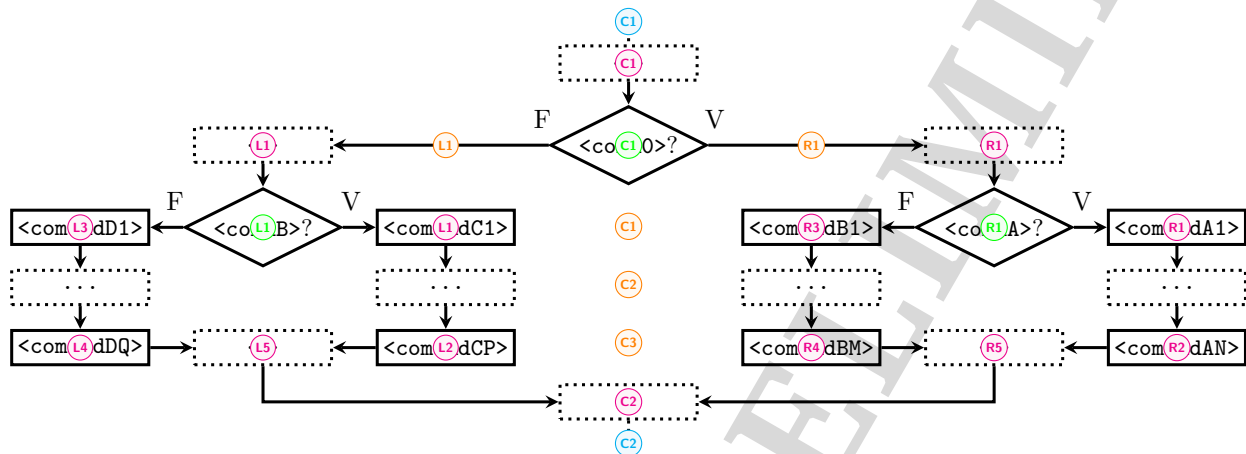 C1
C1
F V
<co C1 0>?
L1 L1 R1 R1
F V F V
<com L3 dD1> <co L1 B>? <com L1 dC1> C1 <com R3 dB1> <co R1 A>? <com R1 dA1>
... ... C2 ... ...
<com L4 dDQ> L5 <com L2 dCP> C3 <com R4 dBM> R5 <com R2 dAN>
C2
C2
ELIMI